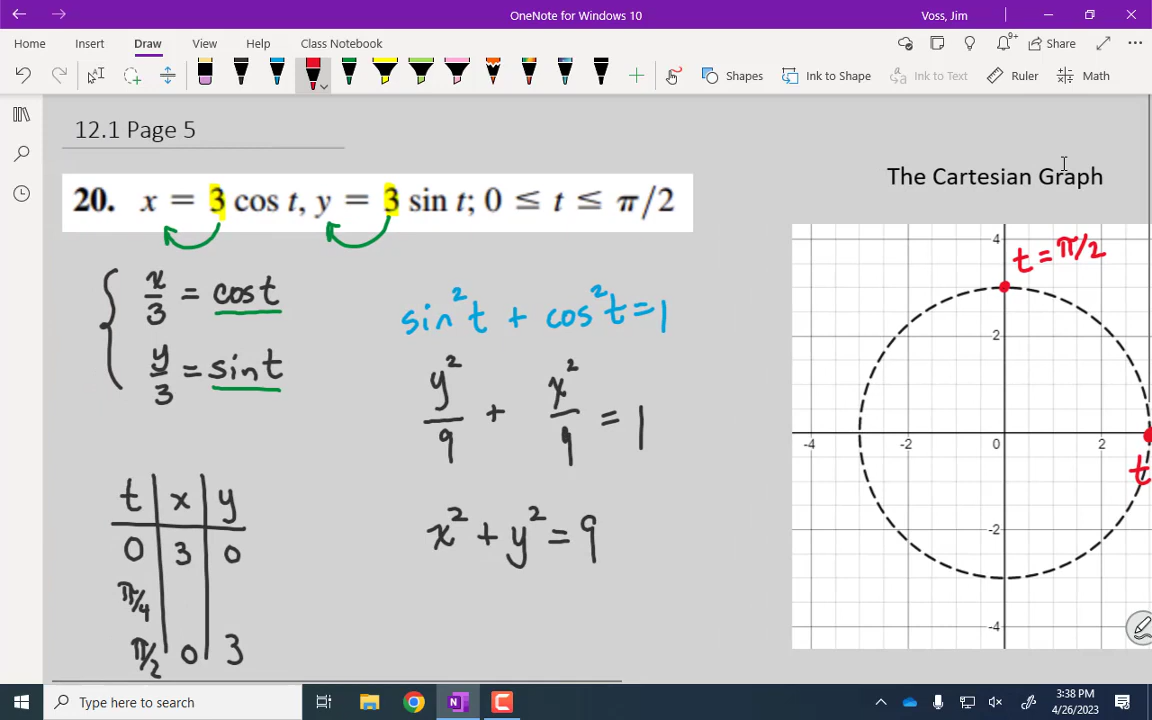 OneNote for Windows 10
Voss, Jim
Home Insert Draw View Help Class Notebook
9+ Share
Shapes Ink to Shape Ink to Text Ruler Math
12.1 Page 5
The Cartesian Graph
20. x = 3 cos t, y = 3 sin t; 0 ≤ t ≤ π/2
x/3 = cost
y/3 = sint
sin²t + cos²t = 1
y²/9 + x²/9 = 1
x² + y² = 9
t x y
0 3 0
π/4
π/2 0 3
t = π/2
4
2
-4 -2 0 2
t
-2
-4
Type here to search
N
3:38 PM
4/26/2023